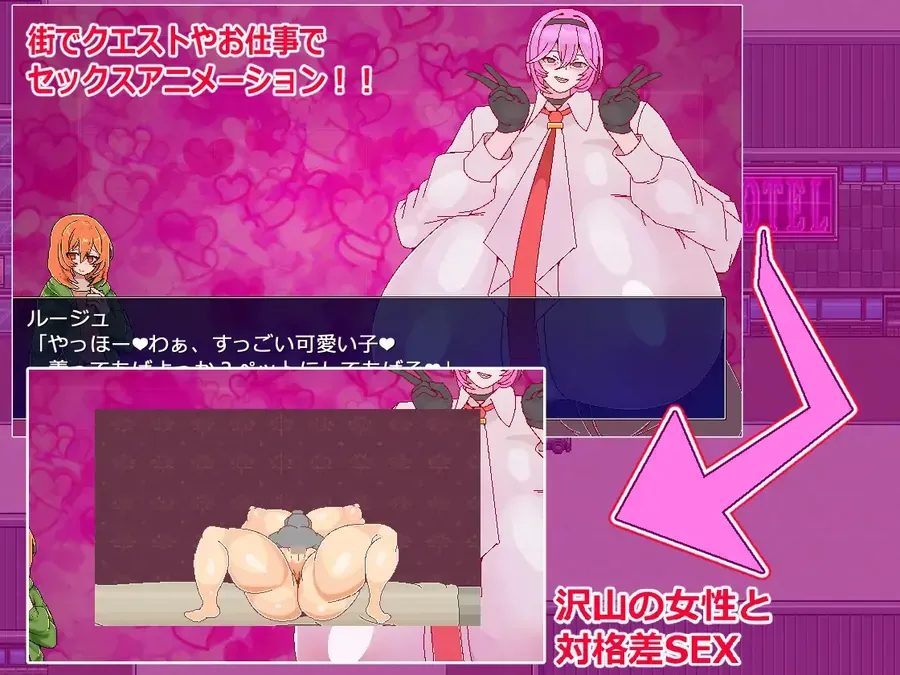 街でクエストやお仕事で
セックスアニメーション！！
OTEL
ルージュ
「やっほー❤わぁ、すっごい可愛い子❤
沢山の女性と
対格差SEX